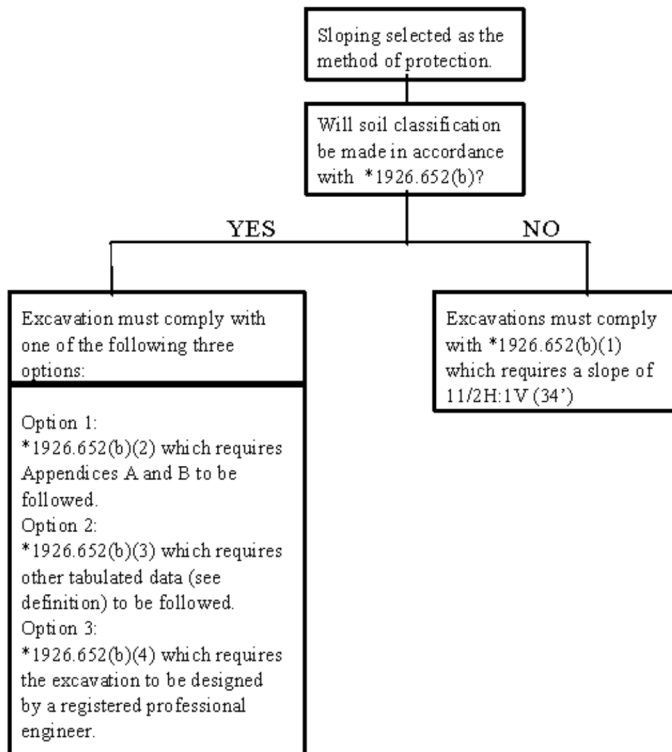 Sloping selected as the
method of protection.
Will soil classification
be made in accordance
with *1926.652(b)?
YES
NO
Excavation must comply with
one of the following three
options:
Option 1:
*1926.652(b)(2) which requires
Appendices A and B to be
followed.
Option 2:
*1926.652(b)(3) which requires
other tabulated data (see
definition) to be followed.
Option 3:
*1926.652(b)(4) which requires
the excavation to be designed
by a registered professional
engineer.
Excavations must comply
with *1926.652(b)(1)
which requires a slope of
11/2H:1V (34’)